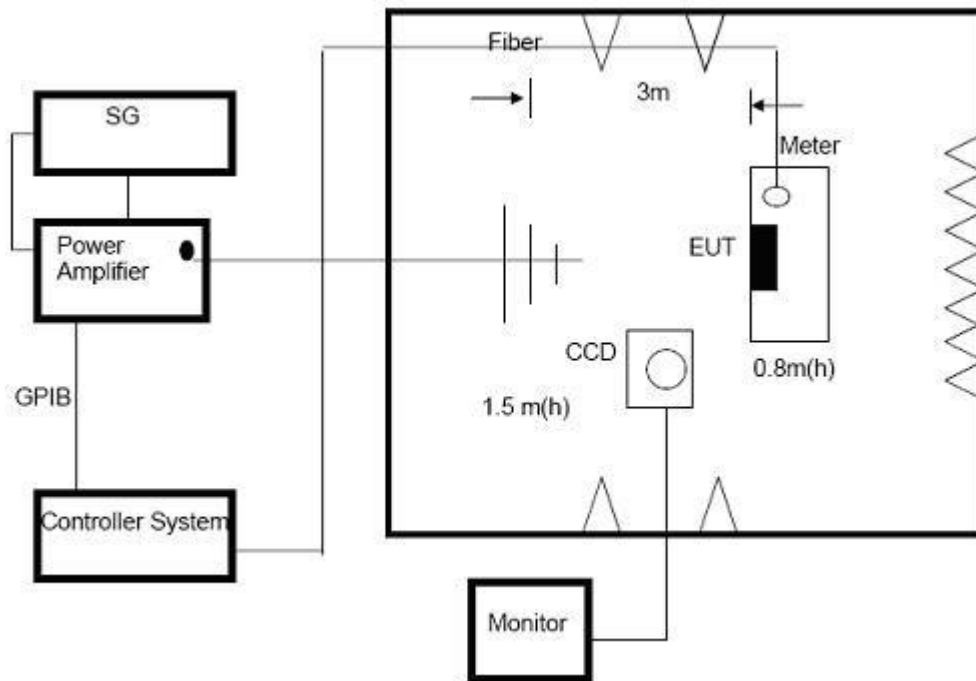 SG
Power
Amplifier
GPIB
Controller System
Fiber
3m
Meter
EUT
CCD
0.8m(h)
1.5 m(h)
Monitor